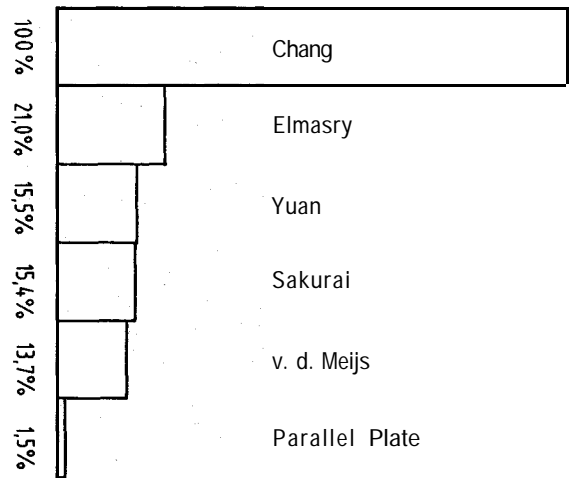 100% Chang
21,0% Elmasry
15,5% Yuan
15,4% Sakurai
13,7% v. d. Meijs
1,5% Parallel Plate